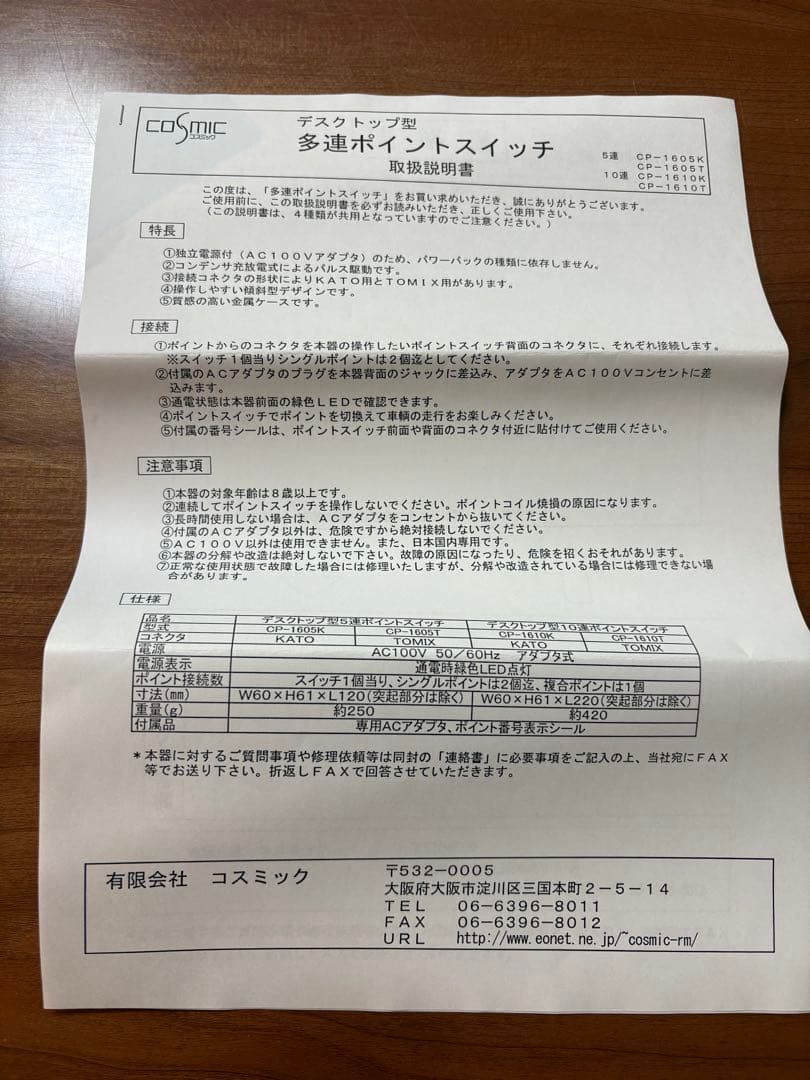 COSMIC
コスミック
デスクトップ型
多連ポイントスイッチ
取扱説明書
5連 CP-1605K
CP-1605T
10連 CP-1610K
CP-1610T
この度は、「多連ポイントスイッチ」をお買い求めいただき、誠にありがとうございます。
ご使用前に、この取扱説明書を必ずお読みいただき、正しくご使用下さい。
(この説明書は、4種類が共用となっていますのでご注意ください。)
特長
①独立電源付(AC100Vアダプタ)のため、パワーパックの種類に依存しません。
②コンデンサ充放電式によるパルス駆動です。
③接続コネクタの形状によりKATO用とTOMIX用があります。
④操作しやすい傾斜型デザインです。
⑤質感の高い金属ケースです。
接続
①ポイントからのコネクタを本器の操作したいポイントスイッチ背面のコネクタに、それぞれ接続します。
※スイッチ1個当りシングルポイントは2個迄としてください。
②付属のACアダプタのプラグを本器背面のジャックに差込み、アダプタをAC100Vコンセントに差
込みます。
③通電状態は本器前面の緑色LEDで確認できます。
④ポイントスイッチでポイントを切換えて車輌の走行をお楽しみください。
⑤付属の番号シールは、ポイントスイッチ前面や背面のコネクタ付近に貼付けてご使用ください。
注意事項
①本器の対象年齢は8歳以上です。
②連続してポイントスイッチを操作しないでください。ポイントコイル焼損の原因になります。
③長時間使用しない場合は、ACアダプタをコンセントから抜いてください。
④付属のACアダプタ以外は、危険ですから絶対接続しないでください。
⑤AC100V以外は使用できません。また、日本国内専用です。
⑥本器の分解や改造は絶対しないで下さい。故障の原因になったり、危険を招くおそれがあります。
⑦正常な使用状態で故障した場合には修理いたしますが、分解や改造されている場合には修理できない場
合があります。
仕様
品名 デスクトップ型5連ポイントスイッチ デスクトップ型10連ポイントスイッチ
型式 CP-1605K CP-1605T CP-1610K CP-1610T
コネクタ KATO TOMIX KATO TOMIX
電源 AC100V 50/60Hz アダプタ式
電源表示 通電時緑色LED点灯
ポイント接続数 スイッチ1個当り、シングルポイントは2個迄、複合ポイントは1個
寸法(mm) W60×H61×L120(突起部分は除く) W60×H61×L220(突起部分は除く)
重量(g) 約250 約420
付属品 専用ACアダプタ、ポイント番号表示シール
*本器に対するご質問事項や修理依頼等は同封の「連絡書」に必要事項をご記入の上、当社宛にFAX
等でお送り下さい。折返しFAXで回答させていただきます。
有限会社 コスミック
〒532-0005
大阪府大阪市淀川区三国本町2-5-14
TEL 06-6396-8011
FAX 06-6396-8012
URL http://www.eonet.ne.jp/~cosmic-rm/